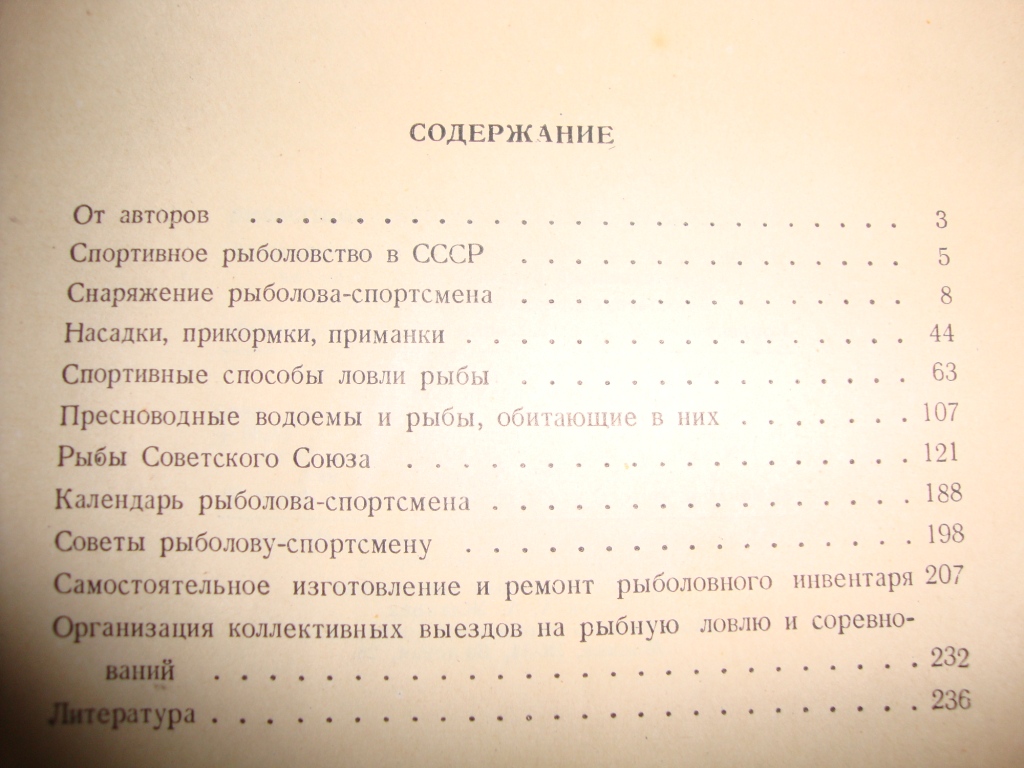 СОДЕРЖАНИЕ
От авторов . . . . . . . . . . . . . . . . . . . . . . . . 3
Спортивное рыболовство в СССР . . . . . . . . . . . . . . 5
Снаряжение рыболова-спортсмена . . . . . . . . . . . . . . 8
Насадки, прикормки, приманки . . . . . . . . . . . . . . . . 44
Спортивные способы ловли рыбы . . . . . . . . . . . . . . 63
Пресноводные водоемы и рыбы, обитающие в них . . . . . . . 107
Рыбы Советского Союза . . . . . . . . . . . . . . . . . . 121
Календарь рыболова-спортсмена . . . . . . . . . . . . . . . 188
Советы рыболову-спортсмену . . . . . . . . . . . . . . . . 198
Самостоятельное изготовление и ремонт рыболовного инвентаря 207
Организация коллективных выездов на рыбную ловлю и соревно-
ваний . . . . . . . . . . . . . . . . . . . . . . . . . . 232
Литература . . . . . . . . . . . . . . . . . . . . . . . . 236